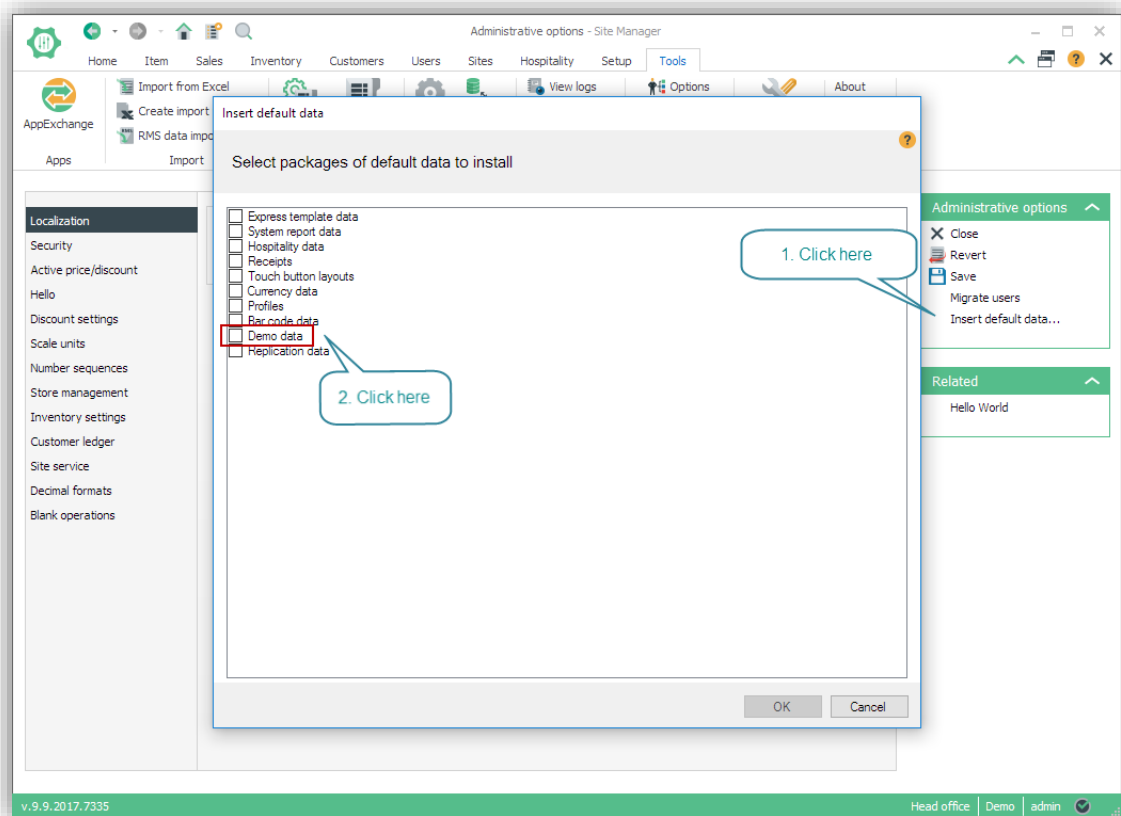 Administrative options - Site Manager
Home Item Sales Inventory Customers Users Sites Hospitality Setup Tools
AppExchange
Import from Excel
Create import
RMS data impo
View logs
Options
About
Apps
Import
Insert default data
Select packages of default data to install
Localization
Security
Active price/discount
Hello
Discount settings
Scale units
Number sequences
Store management
Inventory settings
Customer ledger
Site service
Decimal formats
Blank operations
Express template data
System report data
Hospitality data
Receipts
Touch button layouts
Currency data
Profiles
Bar code data
Demo data
Replication data
1. Click here
2. Click here
OK
Cancel
Administrative options
Close
Revert
Save
Migrate users
Insert default data...
Related
Hello World
v.9.9.2017.7335
Head office Demo admin